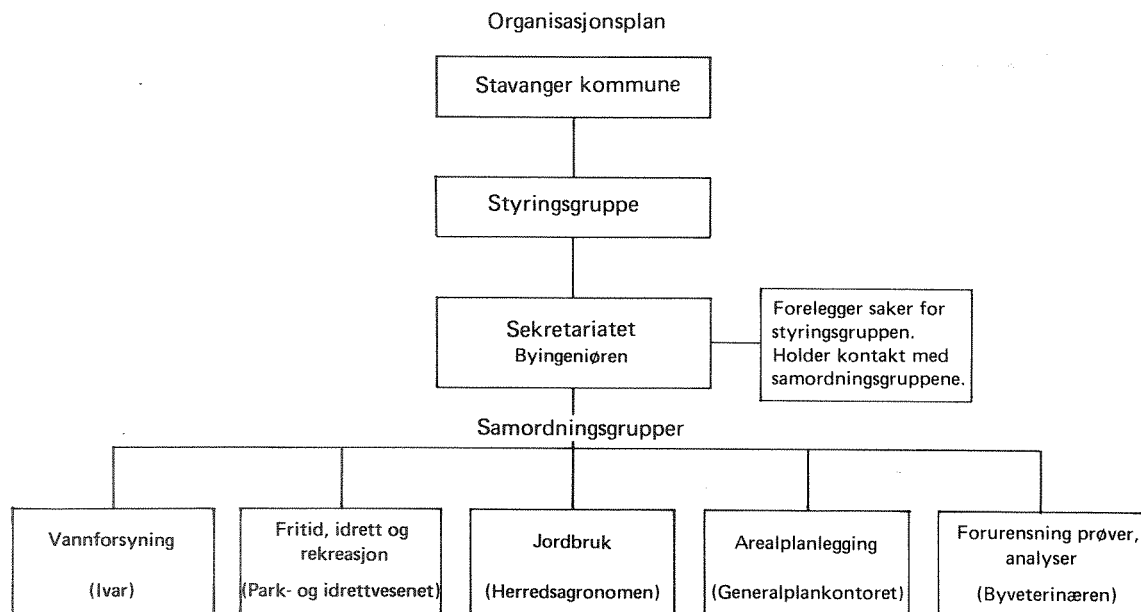 Organisasjonsplan
Stavanger kommune
Styringsgruppe
Sekretariatet
Byingeniøren
Forelegger saker for
styringsgruppen.
Holder kontakt med
samordningsgruppene.
Samordningsgrupper
Vannforsyning
(Ivar)
Fritid, idrett og
rekreasjon
(Park- og idrettvesenet)
Jordbruk
(Herredsagronomen)
Arealplanlegging
(Generalplankontoret)
Forurensning prøver,
analyser
(Byveterinæren)